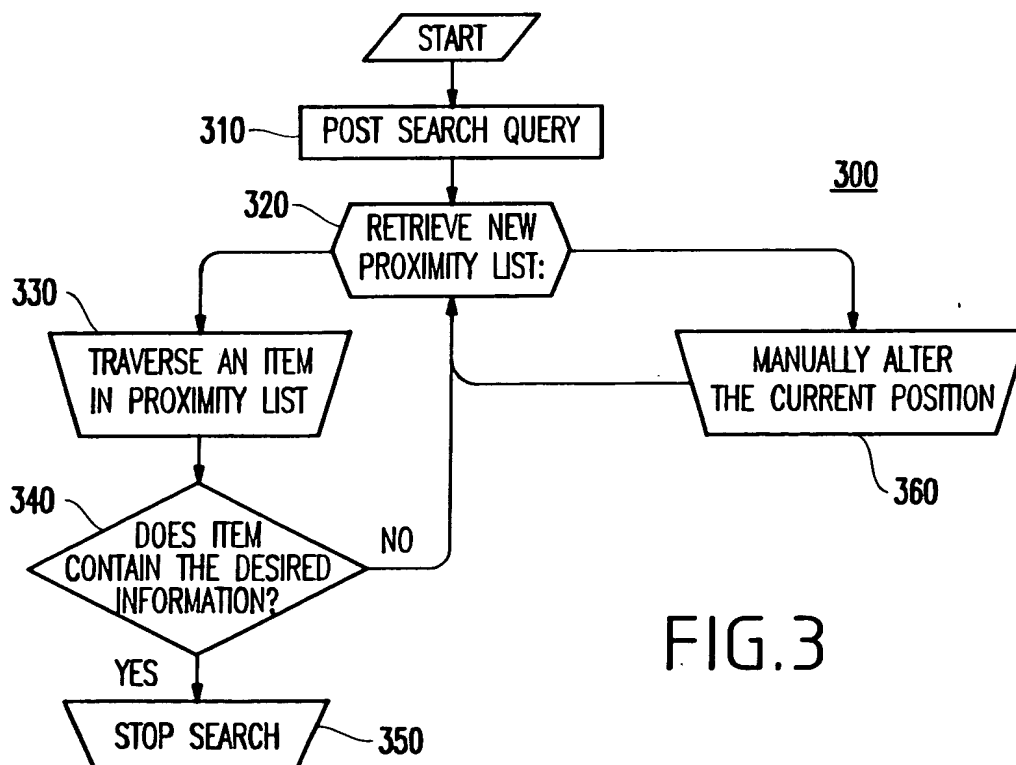 START
310
POST SEARCH QUERY
300
320
RETRIEVE NEW
PROXIMITY LIST:
330
TRAVERSE AN ITEM
IN PROXIMITY LIST
MANUALLY ALTER
THE CURRENT POSITION
360
340
DOES ITEM
CONTAIN THE DESIRED
INFORMATION?
NO
YES
STOP SEARCH
350
FIG.3